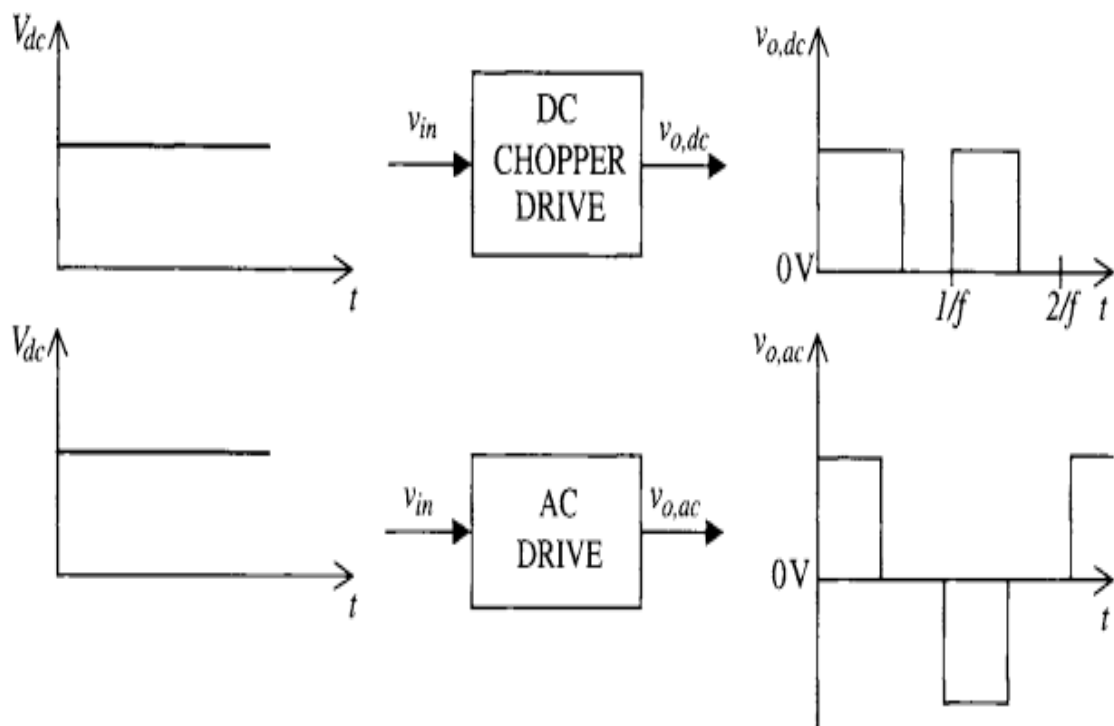 V_dc
t
v_in
DC
CHOPPER
DRIVE
v_o,dc
v_o,dc
0V
1/f
2/f
t
V_dc
t
v_in
AC
DRIVE
v_o,ac
v_o,ac
0V
t